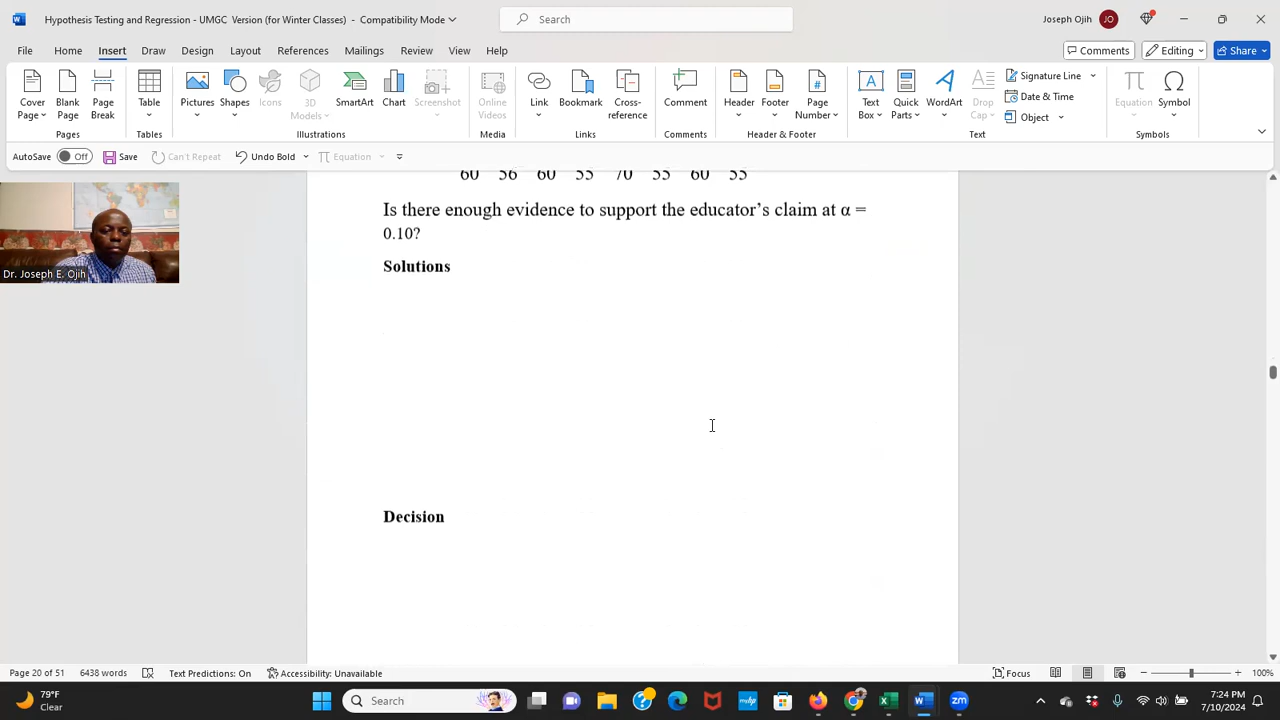 Hypothesis Testing and Regression - UMGC Version (for Winter Classes) - Compatibility Mode
Search
Joseph Ojih
JO
File Home Insert Draw Design Layout References Mailings Review View Help
Comments
Editing
Share
Cover Page
Blank Page
Page Break
Table
Pictures
Shapes
Icons
3D Models
SmartArt
Chart
Screenshot
Online Videos
Link
Bookmark
Cross-reference
Comment
Header
Footer
Page Number
Text Box
Quick Parts
WordArt
Drop Cap
Signature Line
Date & Time
Object
Equation
Symbol
Pages
Tables
Illustrations
Media
Links
Comments
Header & Footer
Text
Symbols
AutoSave Off Save Can't Repeat Undo Bold Equation
60 56 60 55 70 55 60 55
Is there enough evidence to support the educator's claim at α =
0.10?
Solutions
Dr. Joseph E. Ojih
Decision
Page 20 of 51 6438 words Text Predictions: On Accessibility: Unavailable Focus 100%
79°F
Clear
Search
7:24 PM
7/10/2024